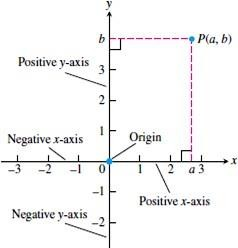 y
b
P(a, b)
Positive y-axis
3
2
1
Negative x-axis
Origin
−3 −2 −1 0 1 2 a 3 x
−1
Positive x-axis
Negative y-axis
−2